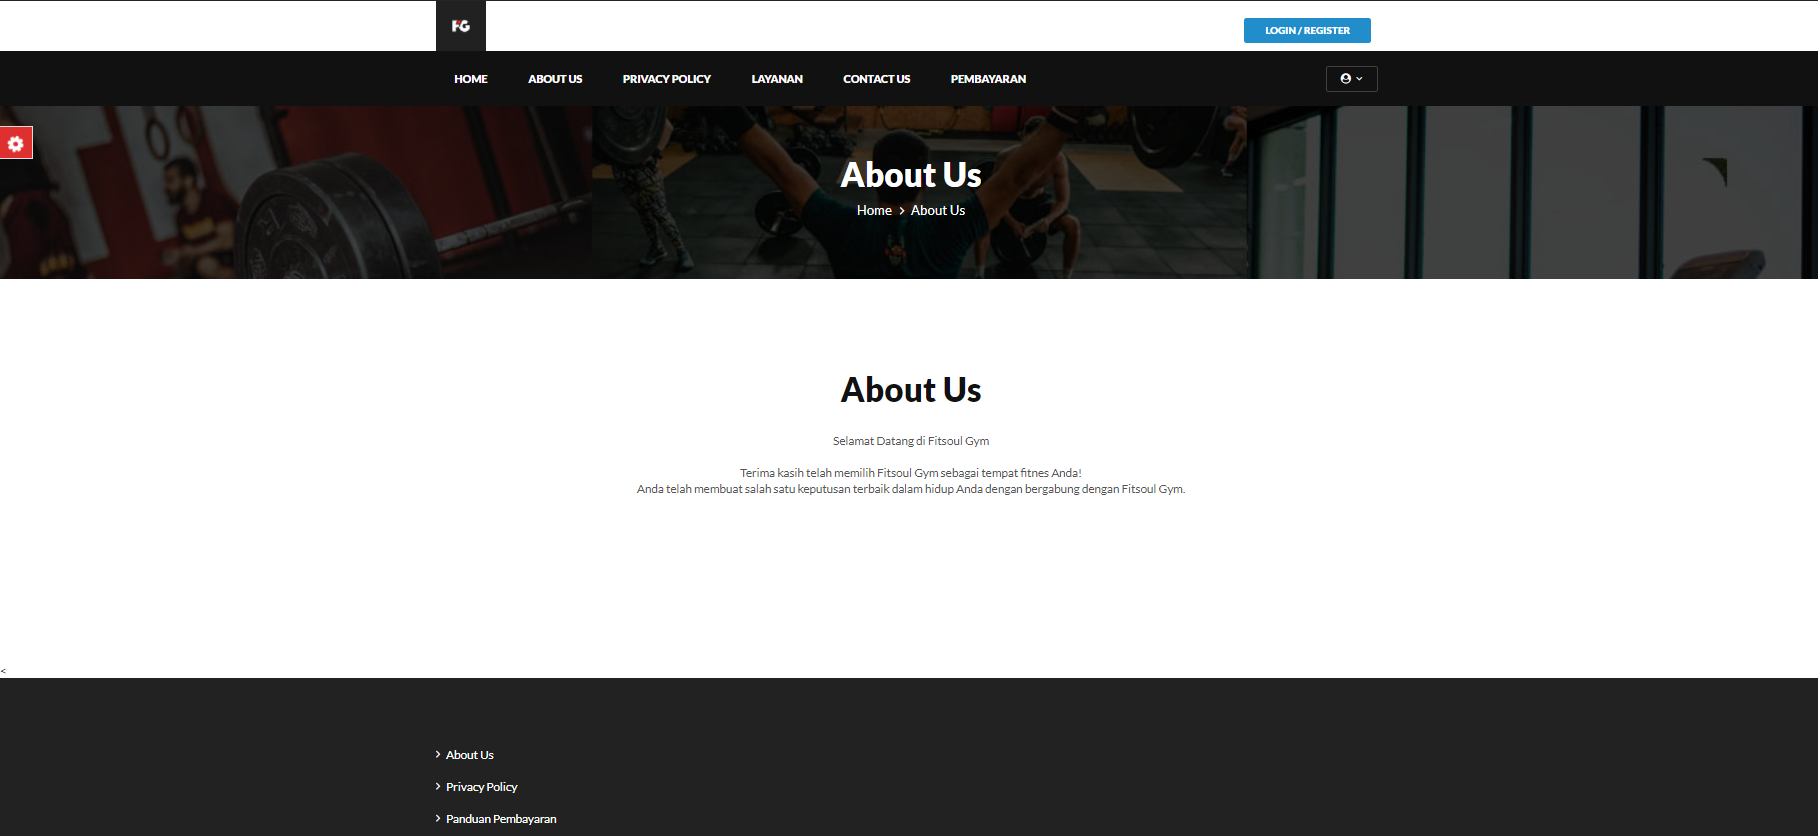 FG
LOGIN / REGISTER
HOME ABOUT US PRIVACY POLICY LAYANAN CONTACT US PEMBAYARAN
About Us
Home > About Us
About Us
Selamat Datang di Fitsoul Gym
Terima kasih telah memilih Fitsoul Gym sebagai tempat fitnes Anda!
Anda telah membuat salah satu keputusan terbaik dalam hidup Anda dengan bergabung dengan Fitsoul Gym.
<
> About Us
> Privacy Policy
> Panduan Pembayaran